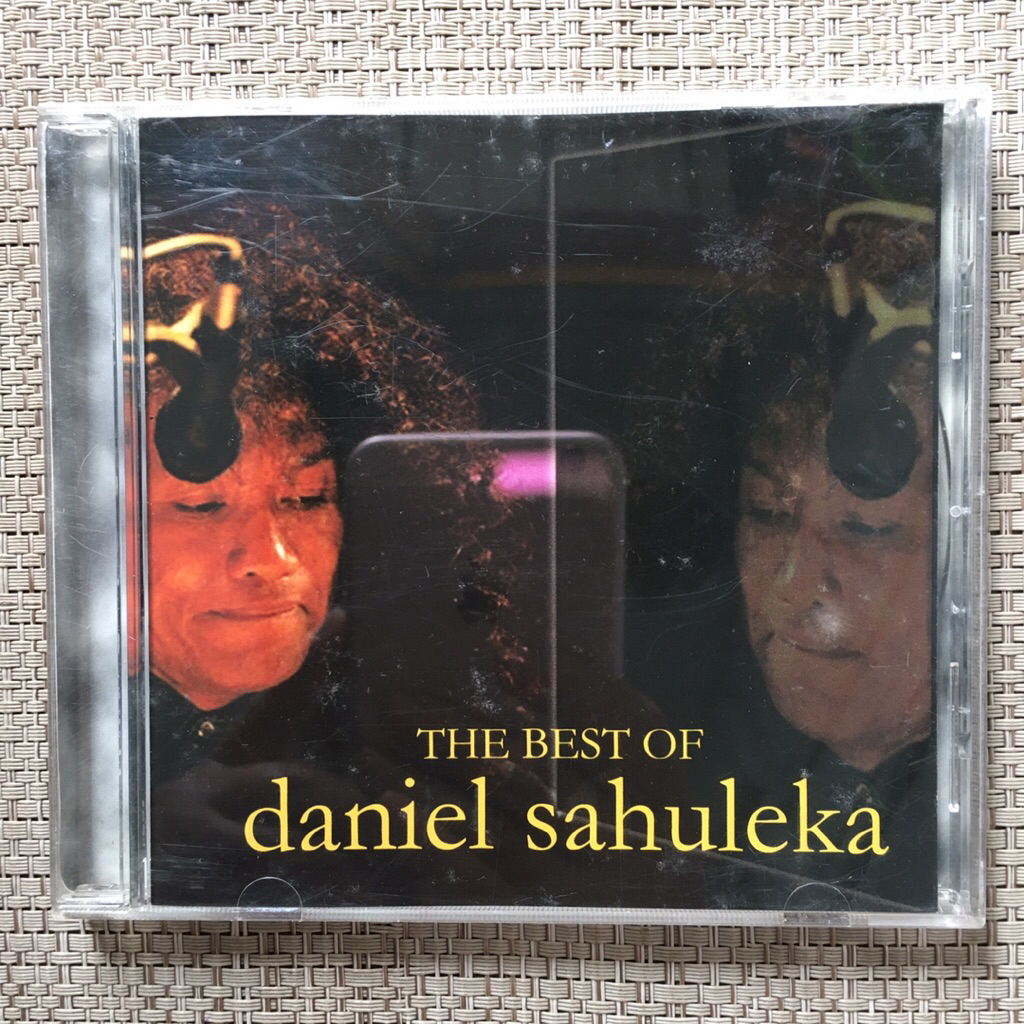 THE BEST OF
daniel sahuleka